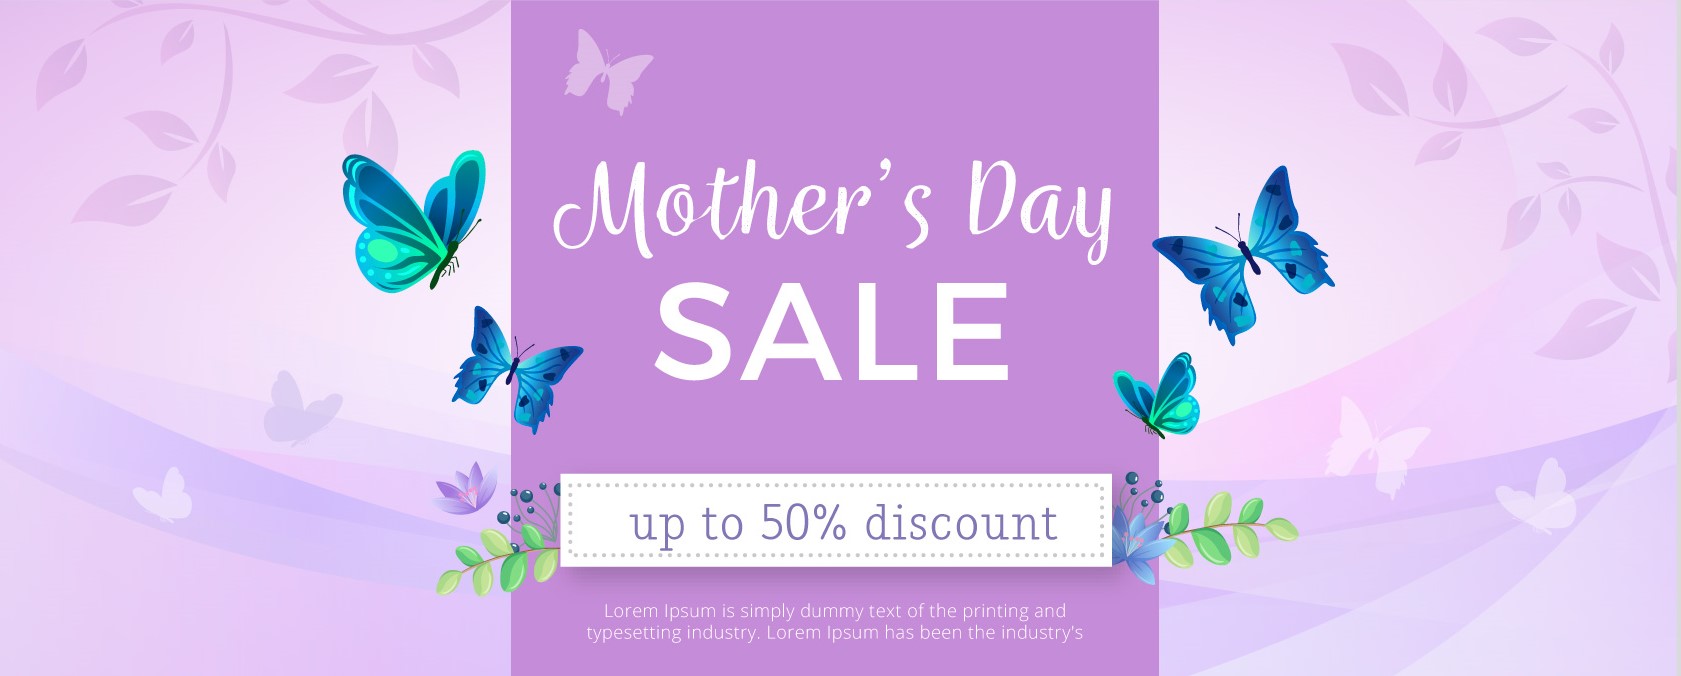 Mother's Day
SALE
up to 50% discount
Lorem Ipsum is simply dummy text of the printing and
typesetting industry. Lorem Ipsum has been the industry's